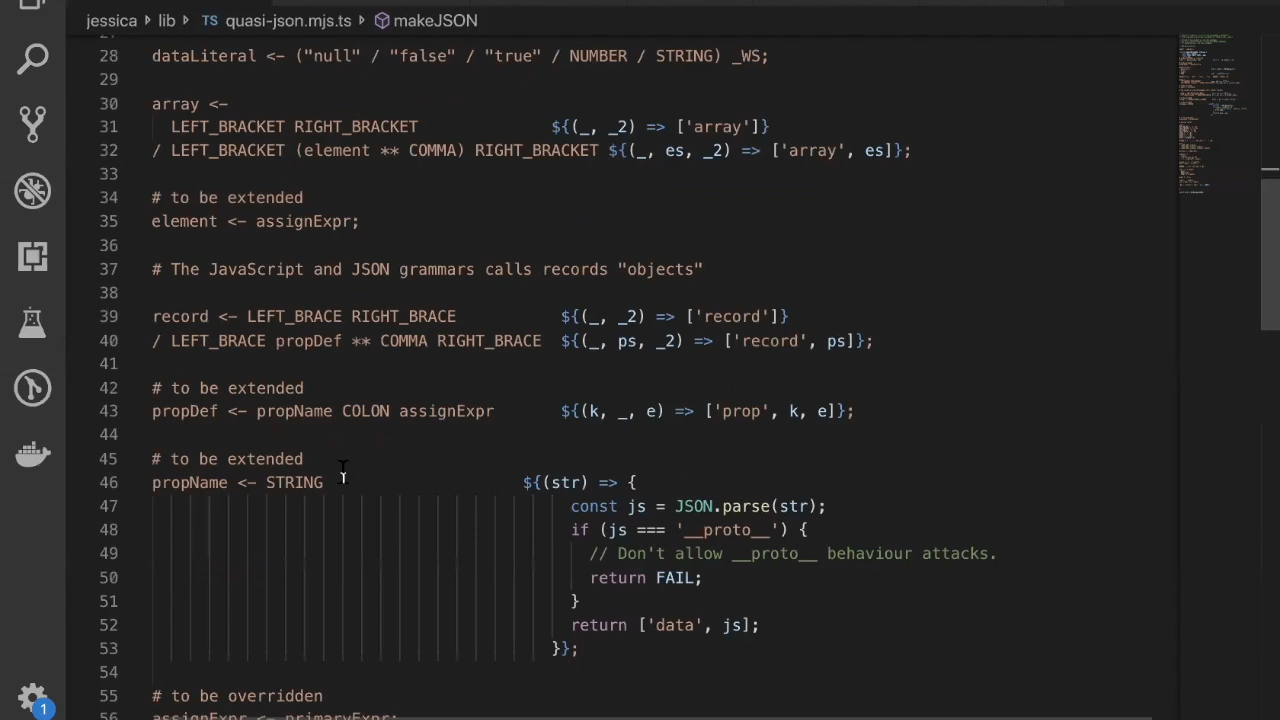 jessica lib TS quasi-json.mjs.ts makeJSON
27
28 dataLiteral <- ("null" / "false" / "true" / NUMBER / STRING) _WS;
29
30 array <-
31 LEFT_BRACKET RIGHT_BRACKET ${(_, _2) => ['array']}
32 / LEFT_BRACKET (element ** COMMA) RIGHT_BRACKET ${(_, es, _2) => ['array', es]};
33
34 # to be extended
35 element <- assignExpr;
36
37 # The JavaScript and JSON grammars calls records "objects"
38
39 record <- LEFT_BRACE RIGHT_BRACE ${(_, _2) => ['record']}
40 / LEFT_BRACE propDef ** COMMA RIGHT_BRACE ${(_, ps, _2) => ['record', ps]};
41
42 # to be extended
43 propDef <- propName COLON assignExpr ${(k, _, e) => ['prop', k, e]};
44
45 # to be extended
46 propName <- STRING ${(str) => {
47 const js = JSON.parse(str);
48 if (js === '__proto__') {
49 // Don't allow __proto__ behaviour attacks.
50 return FAIL;
51 }
52 return ['data', js];
53 }};
54
55 # to be overridden
56 assignExpr <- primaryExpr;
1